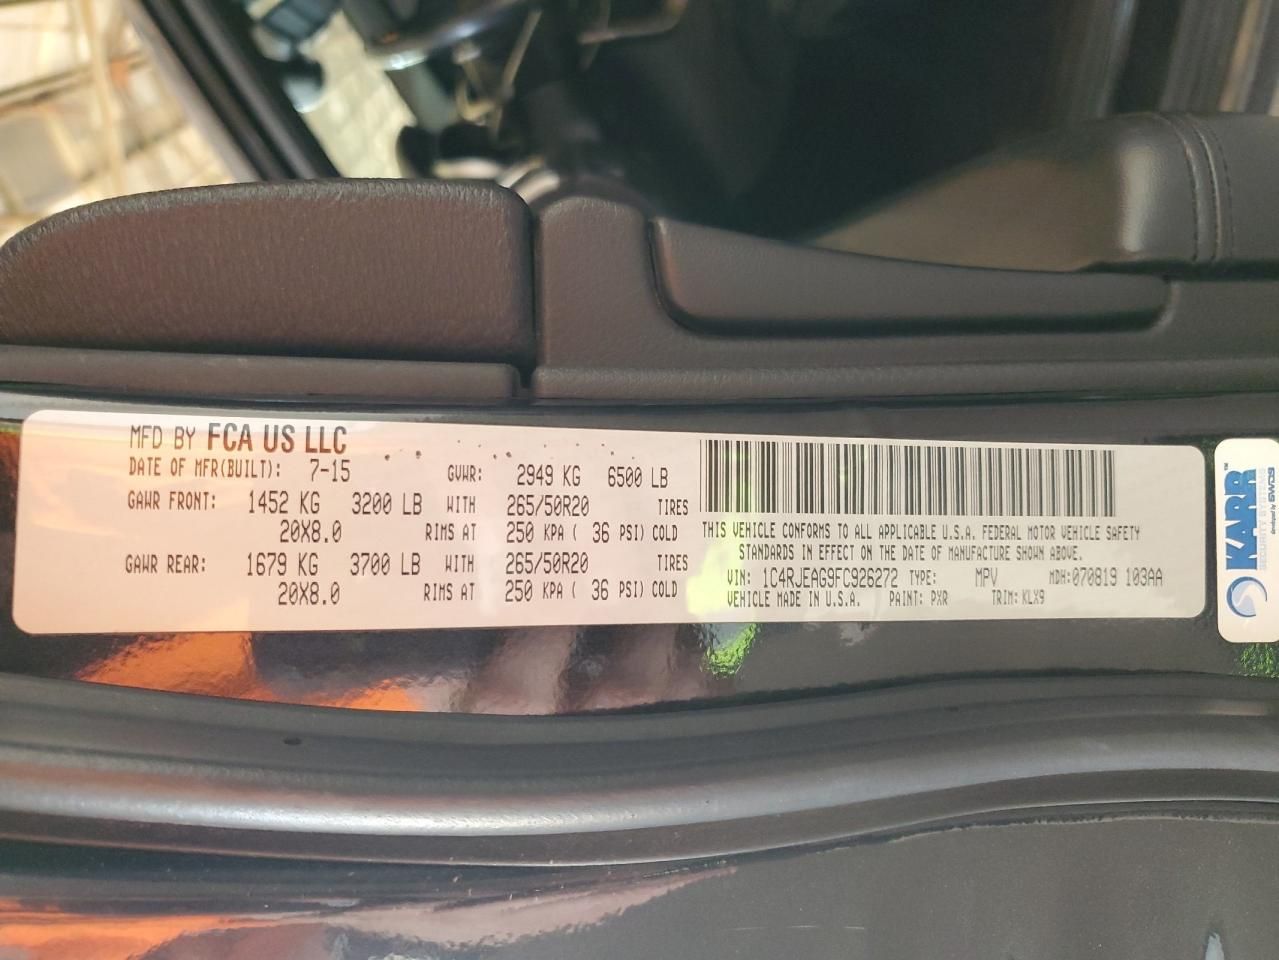 MFD BY FCA US LLC
DATE OF MFR(BUILT): 7-15 GVWR: 2949 KG 6500 LB
GAWR FRONT: 1452 KG 3200 LB WITH 265/50R20 TIRES
20X8.0 RIMS AT 250 KPA ( 36 PSI) COLD
GAWR REAR: 1679 KG 3700 LB WITH 265/50R20 TIRES
20X8.0 RIMS AT 250 KPA ( 36 PSI) COLD
THIS VEHICLE CONFORMS TO ALL APPLICABLE U.S.A. FEDERAL MOTOR VEHICLE SAFETY
STANDARDS IN EFFECT ON THE DATE OF MANUFACTURE SHOWN ABOVE.
VIN: 1C4RJEAG9FC926272 TYPE: MPV MDH:070819 103AA
VEHICLE MADE IN U.S.A. PAINT: PXR TRIM: KLX9
KARR™